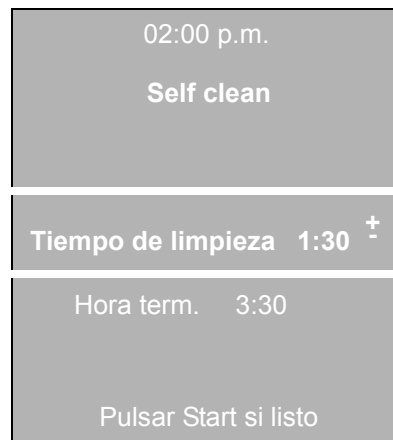 02:00 p.m.
Self clean
Tiempo de limpieza 1:30 +
-
Hora term. 3:30
Pulsar Start si listo